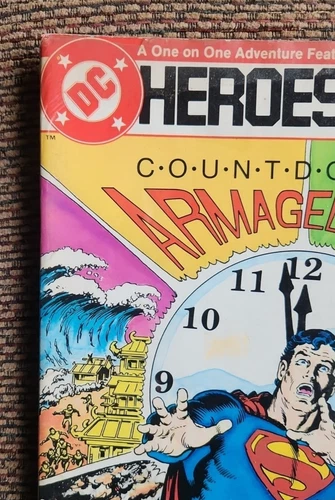 A One on One Adventure Feat
DC
HEROES
TM
C·O·U·N·T·D
ARMAGE
11
12
10
9